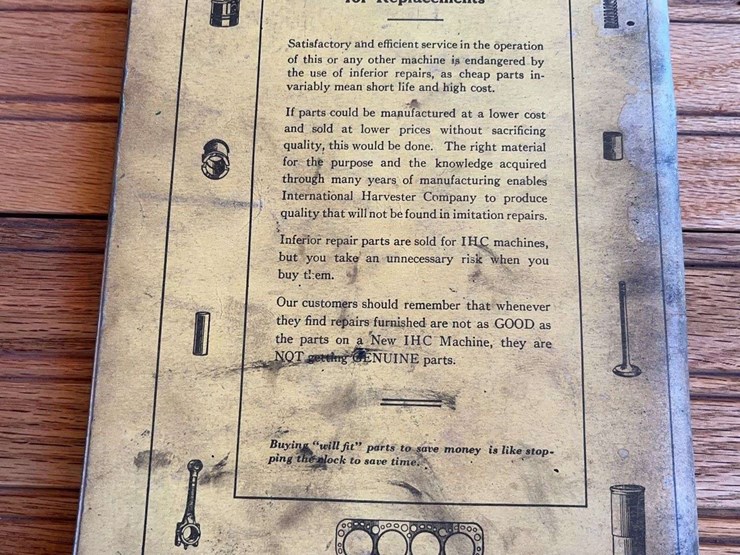 for Replacements
Satisfactory and efficient service in the operation
of this or any other machine is endangered by
the use of inferior repairs, as cheap parts in-
variably mean short life and high cost.
If parts could be manufactured at a lower cost
and sold at lower prices without sacrificing
quality, this would be done. The right material
for the purpose and the knowledge acquired
through many years of manufacturing enables
International Harvester Company to produce
quality that will not be found in imitation repairs.
Inferior repair parts are sold for IHC machines,
but you take an unnecessary risk when you
buy them.
Our customers should remember that whenever
they find repairs furnished are not as GOOD as
the parts on a New IHC Machine, they are
NOT getting GENUINE parts.
Buying "will fit" parts to save money is like stop-
ping the clock to save time.